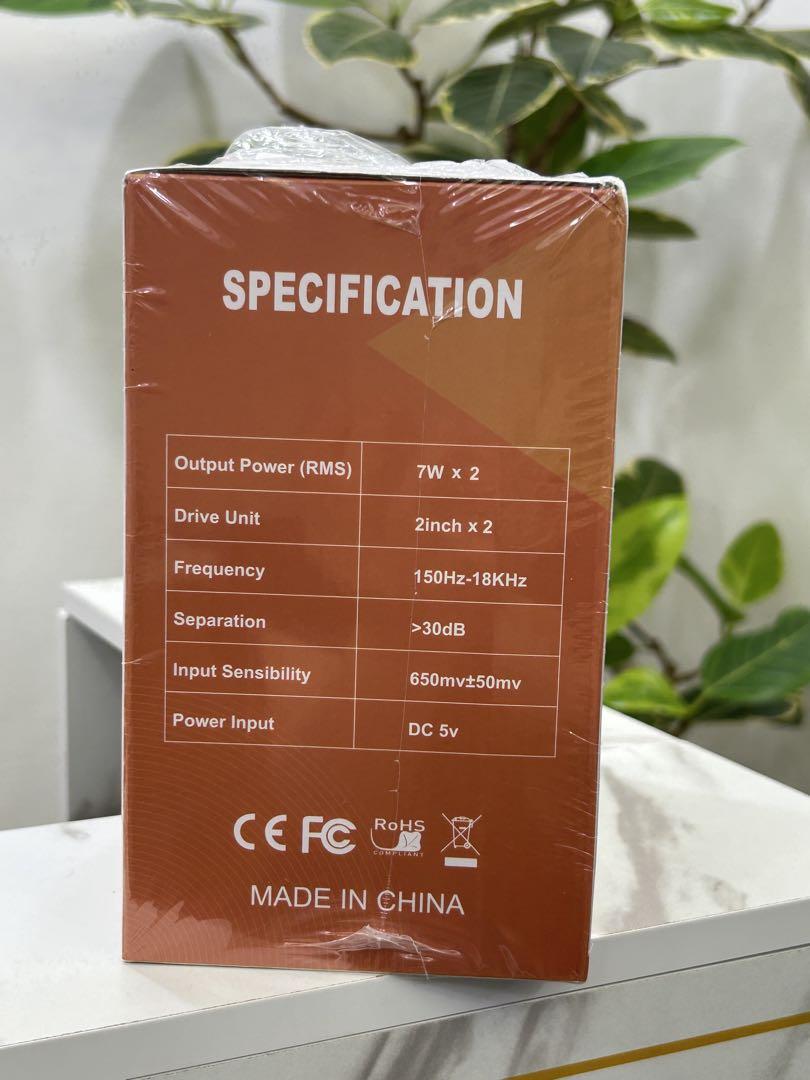 SPECIFICATION
Output Power (RMS) 7W x 2
Drive Unit 2inch x 2
Frequency 150Hz-18KHz
Separation >30dB
Input Sensibility 650mv±50mv
Power Input DC 5v
CE FC RoHS
COMPLIANT
MADE IN CHINA